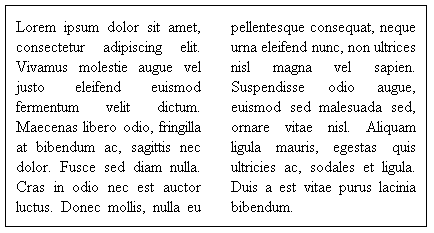 Lorem ipsum dolor sit amet,
consectetur adipiscing elit.
Vivamus molestie augue vel
justo eleifend euismod
fermentum velit dictum.
Maecenas libero odio, fringilla
at bibendum ac, sagittis nec
dolor. Fusce sed diam nulla.
Cras in odio nec est auctor
luctus. Donec mollis, nulla eu
pellentesque consequat, neque
urna eleifend nunc, non ultrices
nisl magna vel sapien.
Suspendisse odio augue,
euismod sed malesuada sed,
ornare vitae nisl. Aliquam
ligula mauris, egestas quis
ultricies ac, sodales et ligula.
Duis a est vitae purus lacinia
bibendum.